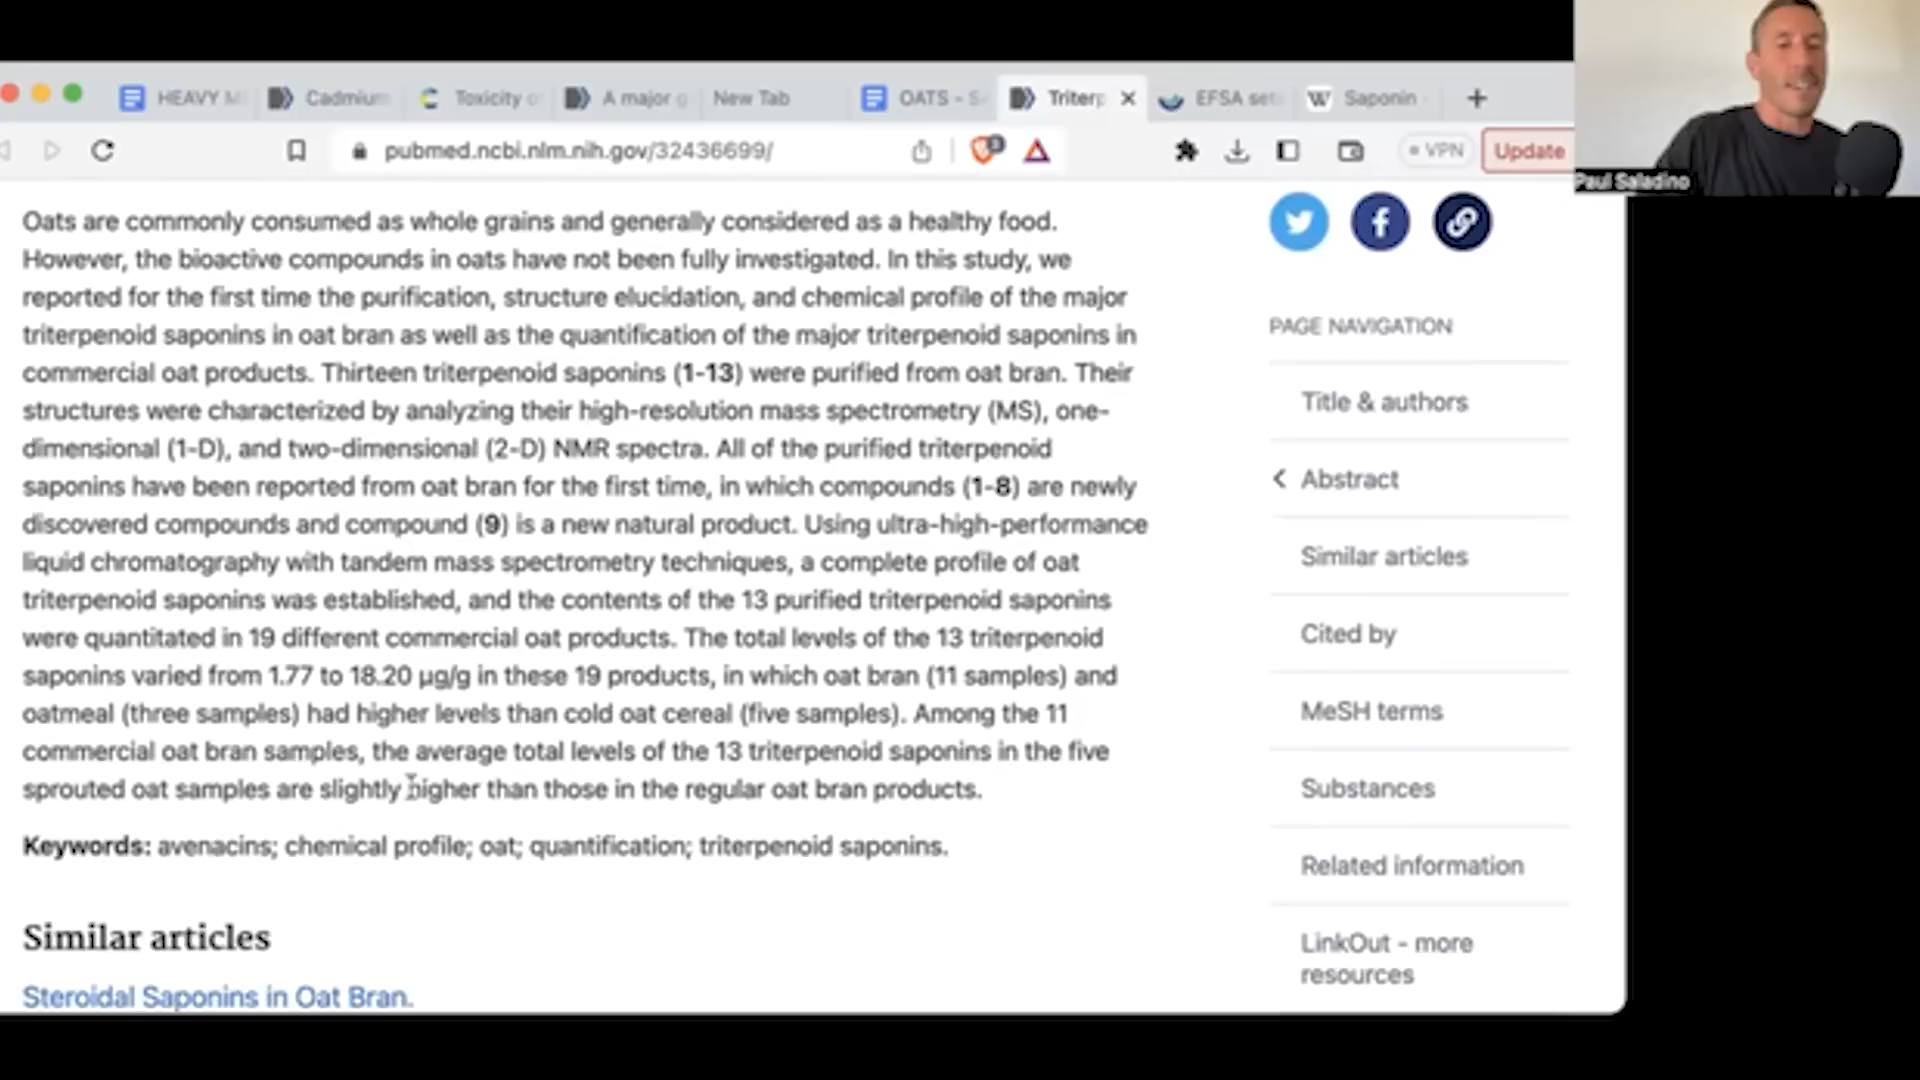 HEAVY M
Cadmium
Toxicity o
A major g
New Tab
OATS - S
Triterp
EFSA set
Saponin
pubmed.ncbi.nlm.nih.gov/32436699/
VPN
Update
Paul Saladino
Oats are commonly consumed as whole grains and generally considered as a healthy food.
However, the bioactive compounds in oats have not been fully investigated. In this study, we
reported for the first time the purification, structure elucidation, and chemical profile of the major
triterpenoid saponins in oat bran as well as the quantification of the major triterpenoid saponins in
commercial oat products. Thirteen triterpenoid saponins (1-13) were purified from oat bran. Their
structures were characterized by analyzing their high-resolution mass spectrometry (MS), one-
dimensional (1-D), and two-dimensional (2-D) NMR spectra. All of the purified triterpenoid
saponins have been reported from oat bran for the first time, in which compounds (1-8) are newly
discovered compounds and compound (9) is a new natural product. Using ultra-high-performance
liquid chromatography with tandem mass spectrometry techniques, a complete profile of oat
triterpenoid saponins was established, and the contents of the 13 purified triterpenoid saponins
were quantitated in 19 different commercial oat products. The total levels of the 13 triterpenoid
saponins varied from 1.77 to 18.20 μg/g in these 19 products, in which oat bran (11 samples) and
oatmeal (three samples) had higher levels than cold oat cereal (five samples). Among the 11
commercial oat bran samples, the average total levels of the 13 triterpenoid saponins in the five
sprouted oat samples are slightly higher than those in the regular oat bran products.
Keywords: avenacins; chemical profile; oat; quantification; triterpenoid saponins.
Similar articles
Steroidal Saponins in Oat Bran.
PAGE NAVIGATION
Title & authors
Abstract
Similar articles
Cited by
MeSH terms
Substances
Related information
LinkOut - more
resources